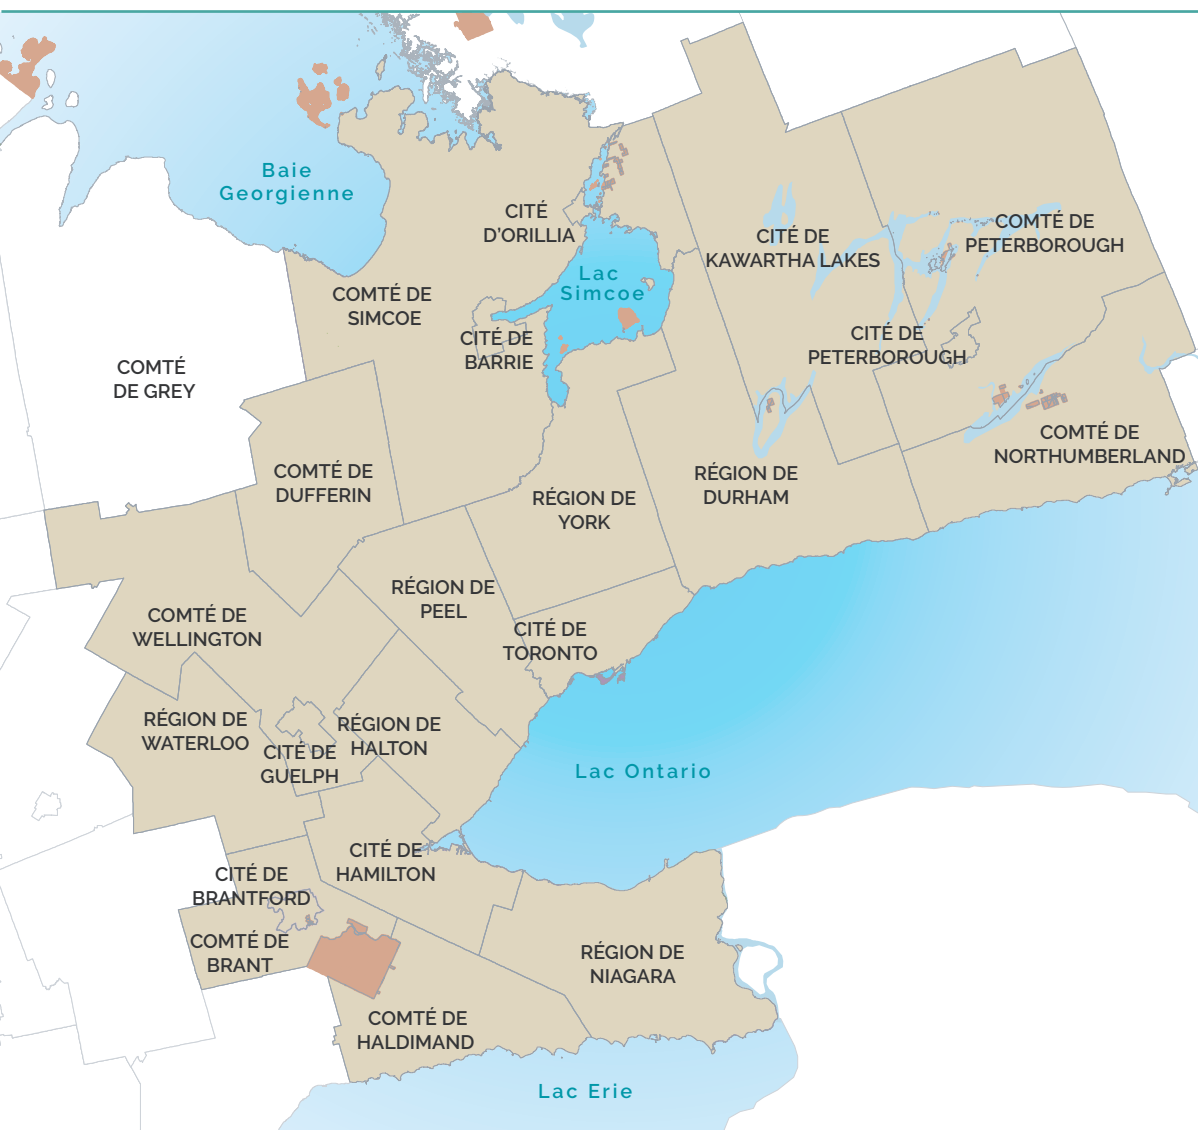 Baie
Georgienne
CITÉ
D'ORILLIA
COMTÉ DE
PETERBOROUGH
CITÉ DE
KAWARTHA LAKES
Lac
Simcoe
COMTÉ DE
SIMCOE
CITÉ DE
BARRIE
CITÉ DE
PETERBOROUGH
COMTÉ
DE GREY
COMTÉ DE
NORTHUMBERLAND
COMTÉ DE
DUFFERIN
RÉGION DE
DURHAM
RÉGION DE
YORK
RÉGION DE
PEEL
COMTÉ DE
WELLINGTON
CITÉ DE
TORONTO
RÉGION DE
WATERLOO
RÉGION DE
HALTON
CITÉ DE
GUELPH
Lac Ontario
CITÉ DE
HAMILTON
CITÉ DE
BRANTFORD
COMTÉ DE
BRANT
RÉGION DE
NIAGARA
COMTÉ DE
HALDIMAND
Lac Erie